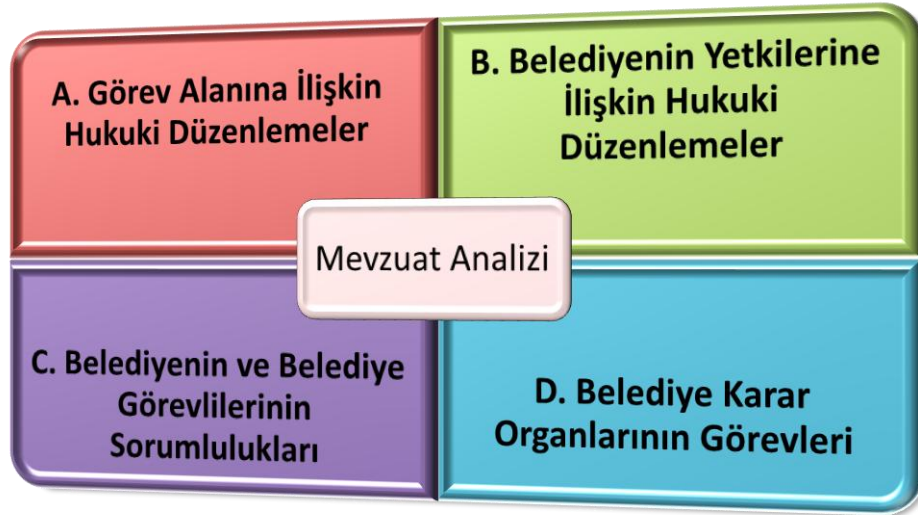 A. Görev Alanına İlişkin
Hukuki Düzenlemeler
B. Belediyenin Yetkilerine
İlişkin Hukuki
Düzenlemeler
Mevzuat Analizi
C. Belediyenin ve Belediye
Görevlilerinin
Sorumlulukları
D. Belediye Karar
Organlarının Görevleri